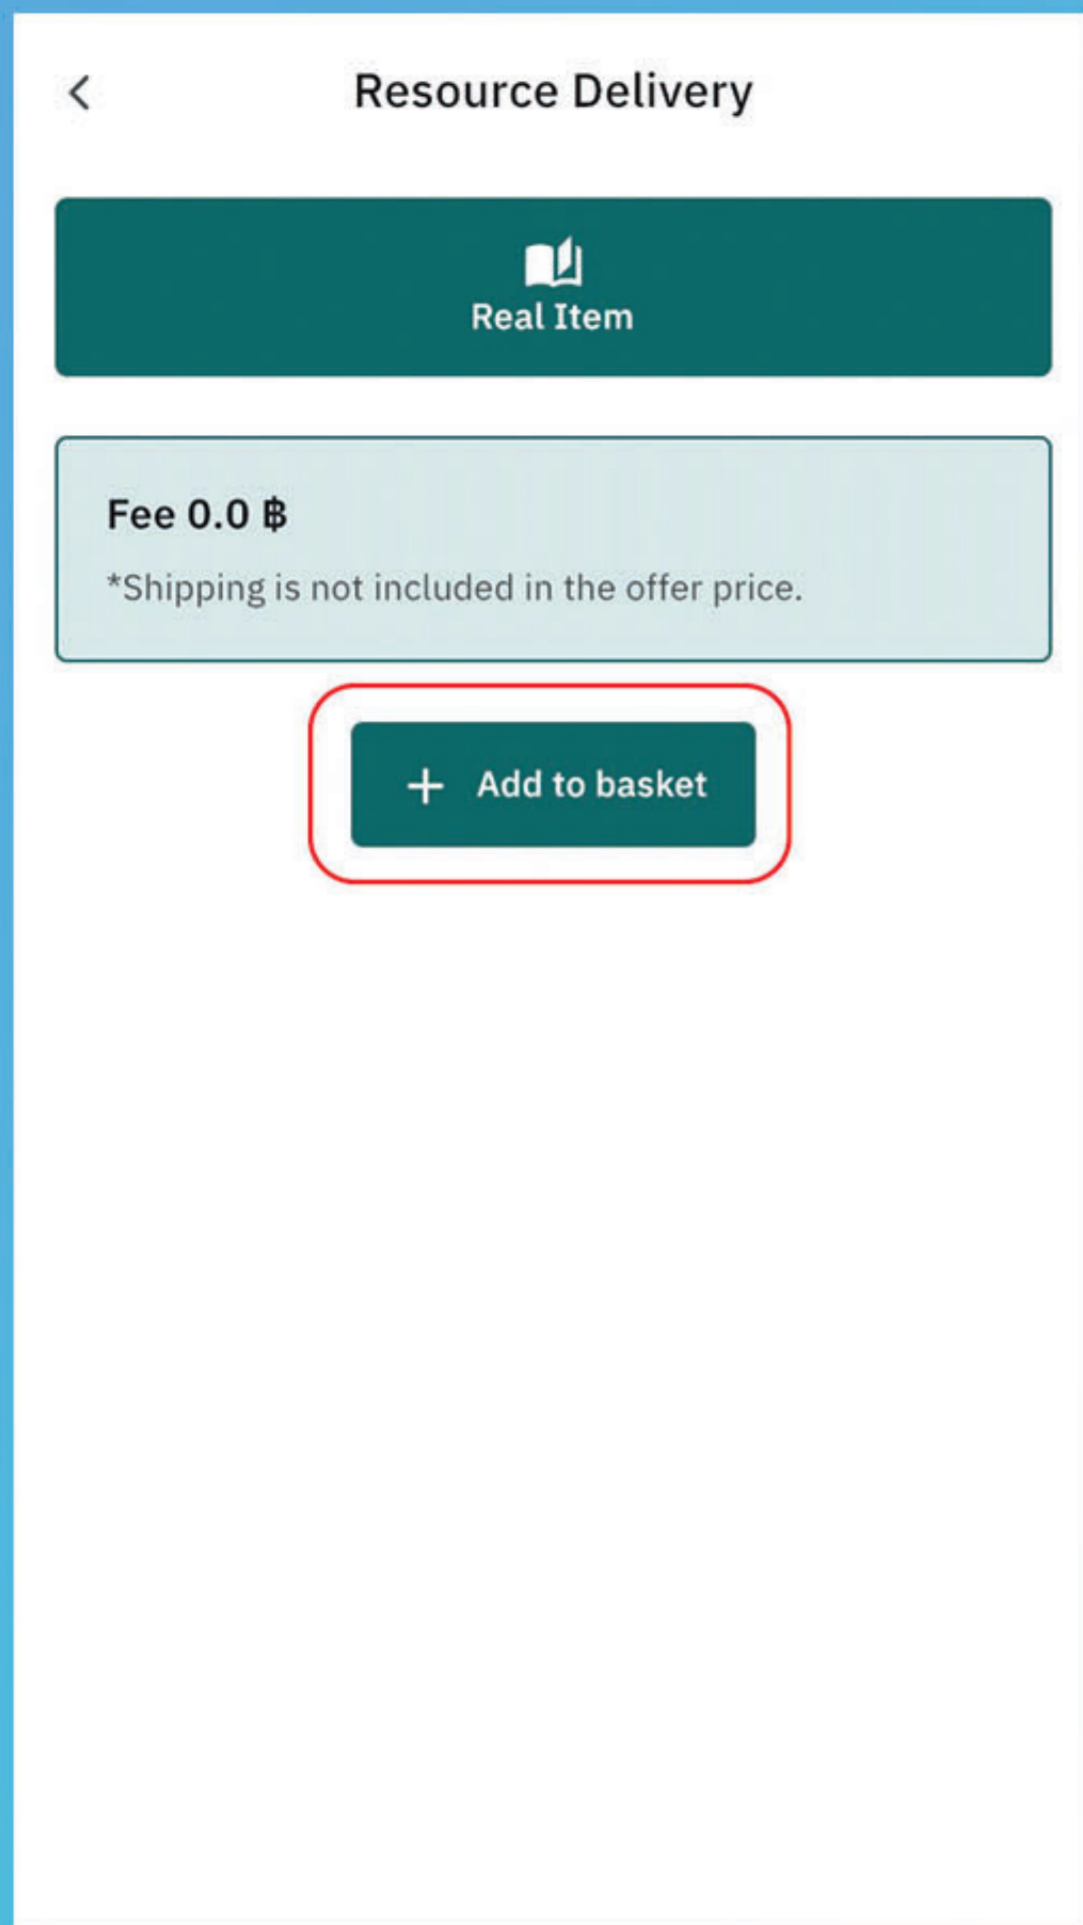 Resource Delivery
Real Item
Fee 0.0 ฿
*Shipping is not included in the offer price.
+ Add to basket